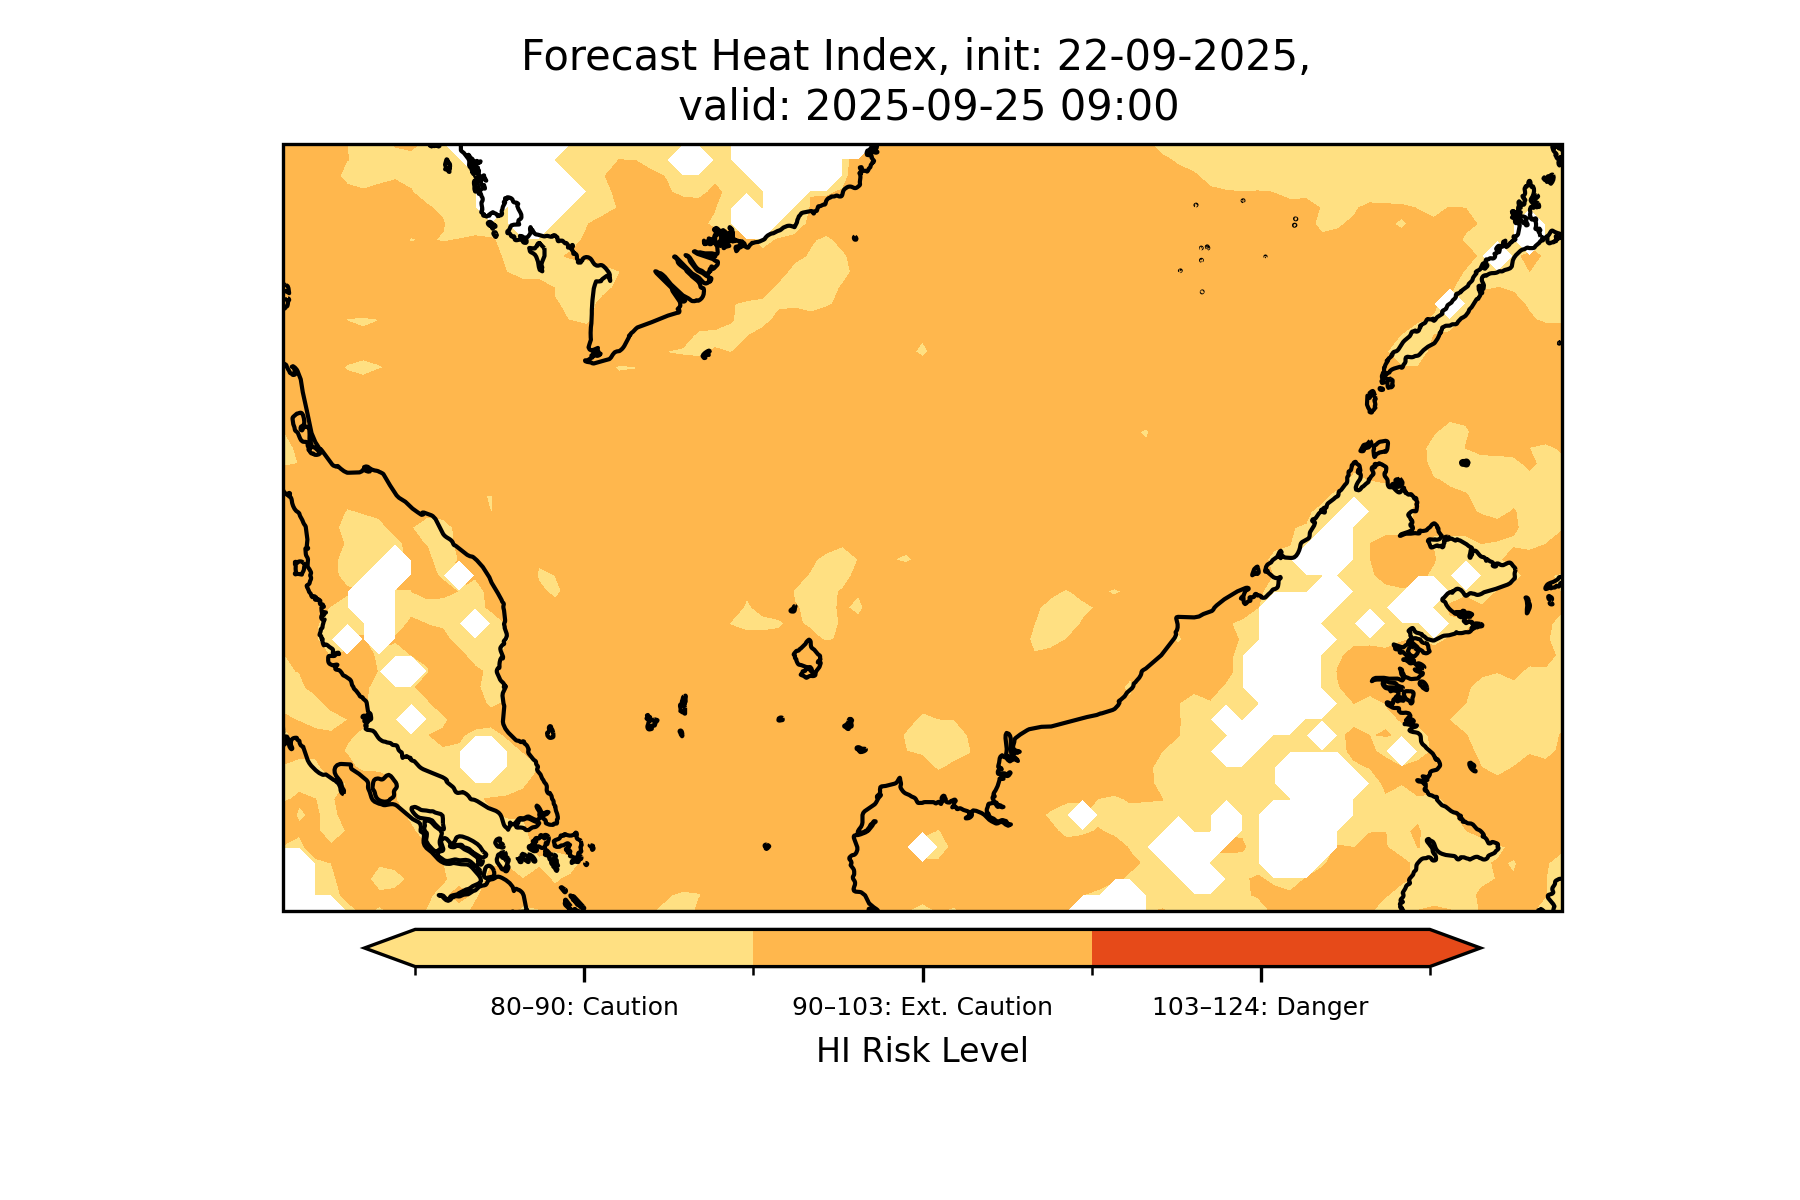 Forecast Heat Index, init: 22-09-2025,
valid: 2025-09-25 09:00
80–90: Caution
90–103: Ext. Caution
103–124: Danger
HI Risk Level